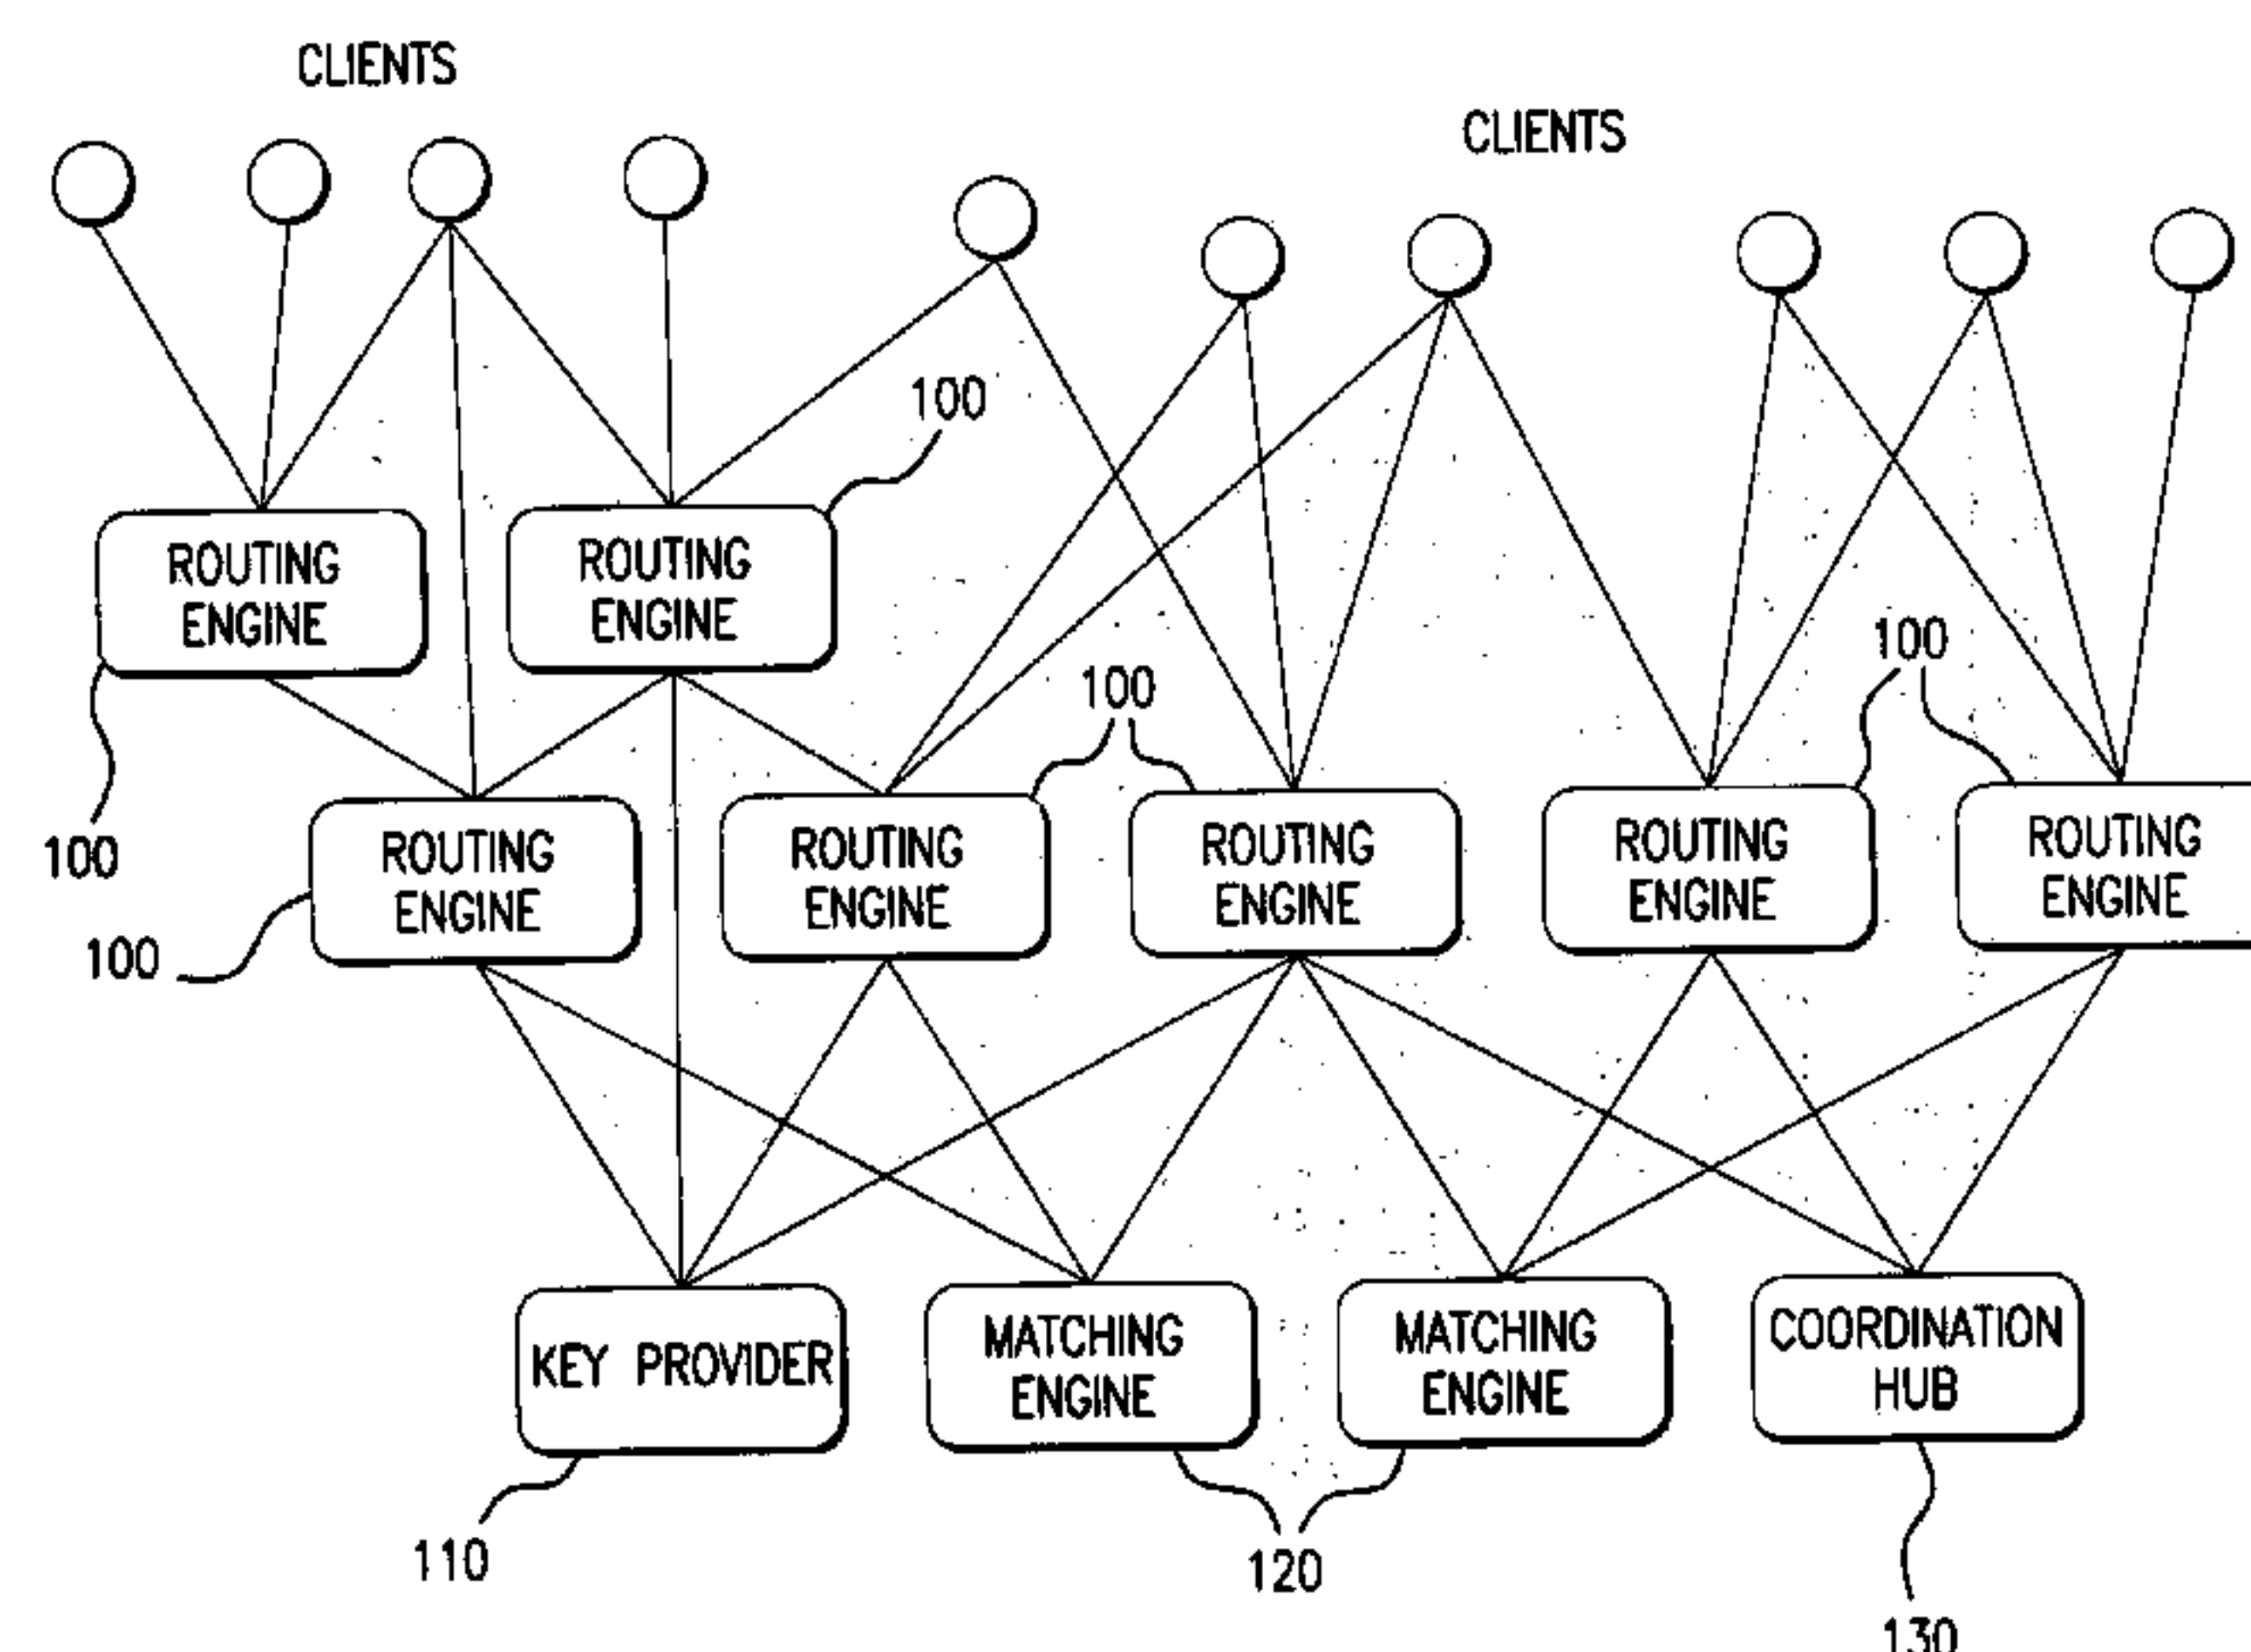 CLIENTS
CLIENTS
100
ROUTING
ENGINE
ROUTING
ENGINE
100
100
100
ROUTING
ENGINE
ROUTING
ENGINE
ROUTING
ENGINE
ROUTING
ENGINE
ROUTING
ENGINE
100
100
KEY PROVIDER
MATCHING
ENGINE
MATCHING
ENGINE
COORDINATION
HUB
110
120
130